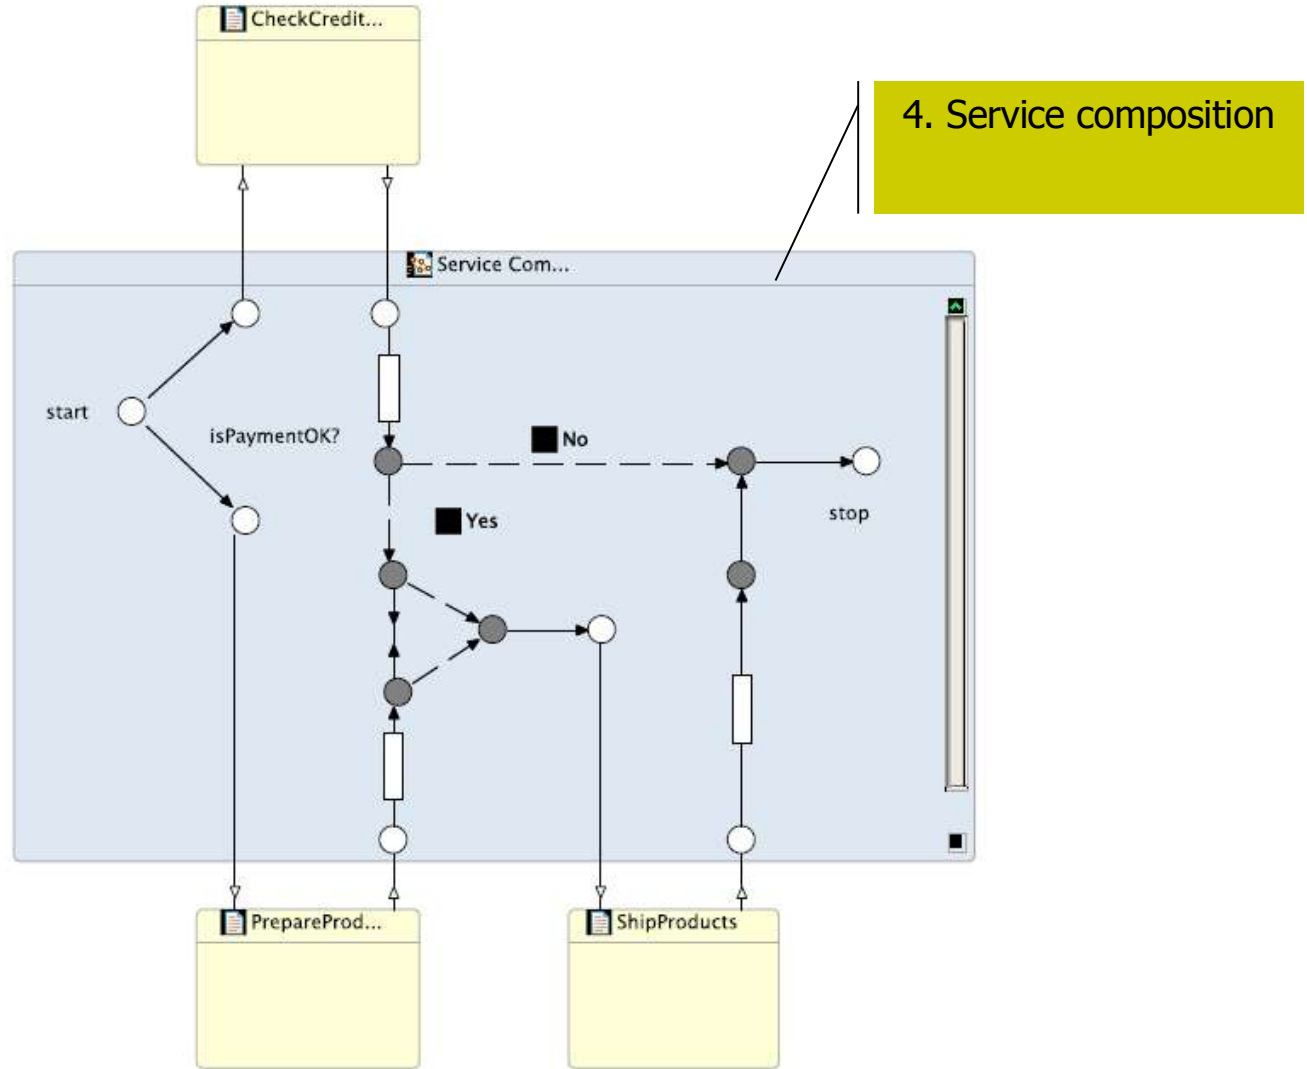 CheckCredit...
4. Service composition
Service Com...
start
isPaymentOK?
No
Yes
stop
PrepareProd...
ShipProducts